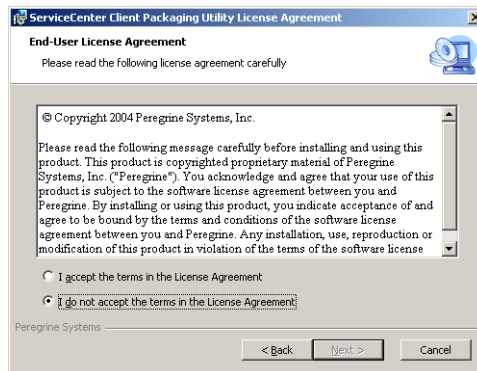 ServiceCenter Client Packaging Utility License Agreement
End-User License Agreement
Please read the following license agreement carefully
© Copyright 2004 Peregrine Systems, Inc.
Please read the following message carefully before installing and using this
product. This product is copyrighted proprietary material of Peregrine
Systems, Inc. ("Peregrine"). You acknowledge and agree that your use of this
product is subject to the software license agreement between you and
Peregrine. By installing or using this product, you indicate acceptance of and
agree to be bound by the terms and conditions of the software license
agreement between you and Peregrine. Any installation, use, reproduction or
modification of this product in violation of the terms of the software license
I accept the terms in the License Agreement
I do not accept the terms in the License Agreement
Peregrine Systems
< Back Next > Cancel